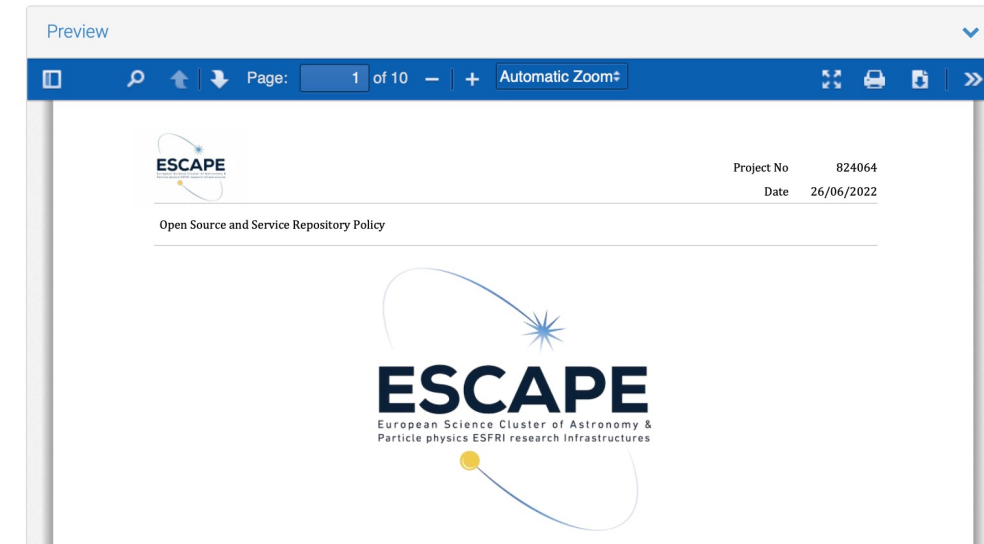 Preview
Page: 1 of 10 — + Automatic Zoom
ESCAPE
Project No 824064
Date 26/06/2022
Open Source and Service Repository Policy
ESCAPE
European Science Cluster of Astronomy &
Particle physics ESFRI research Infrastructures